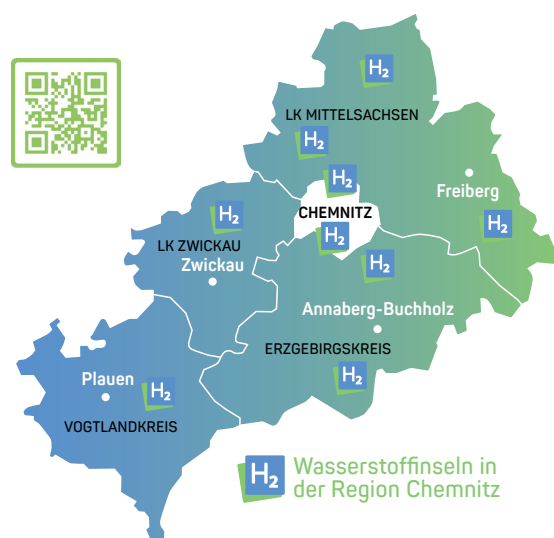 H₂
LK MITTELSACHSEN
H₂
H₂
Freiberg
CHEMNITZ
H₂
H₂
H₂
LK ZWICKAU
Zwickau
H₂
Annaberg-Buchholz
ERZGEBIRGSKREIS
H₂
Plauen
H₂
VOGTLANDKREIS
H₂
Wasserstoffinseln in
der Region Chemnitz